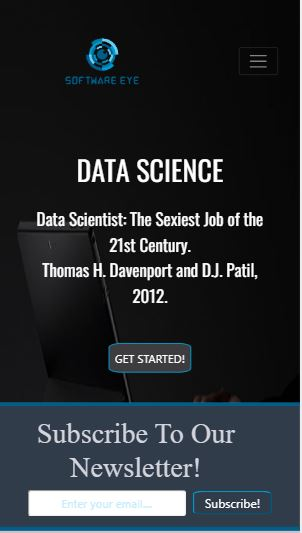 SOFTWARE EYE
DATA SCIENCE
Data Scientist: The Sexiest Job of the
21st Century.
Thomas H. Davenport and D.J. Patil,
2012.
GET STARTED!
Subscribe To Our
Newsletter!
Enter your email...
Subscribe!